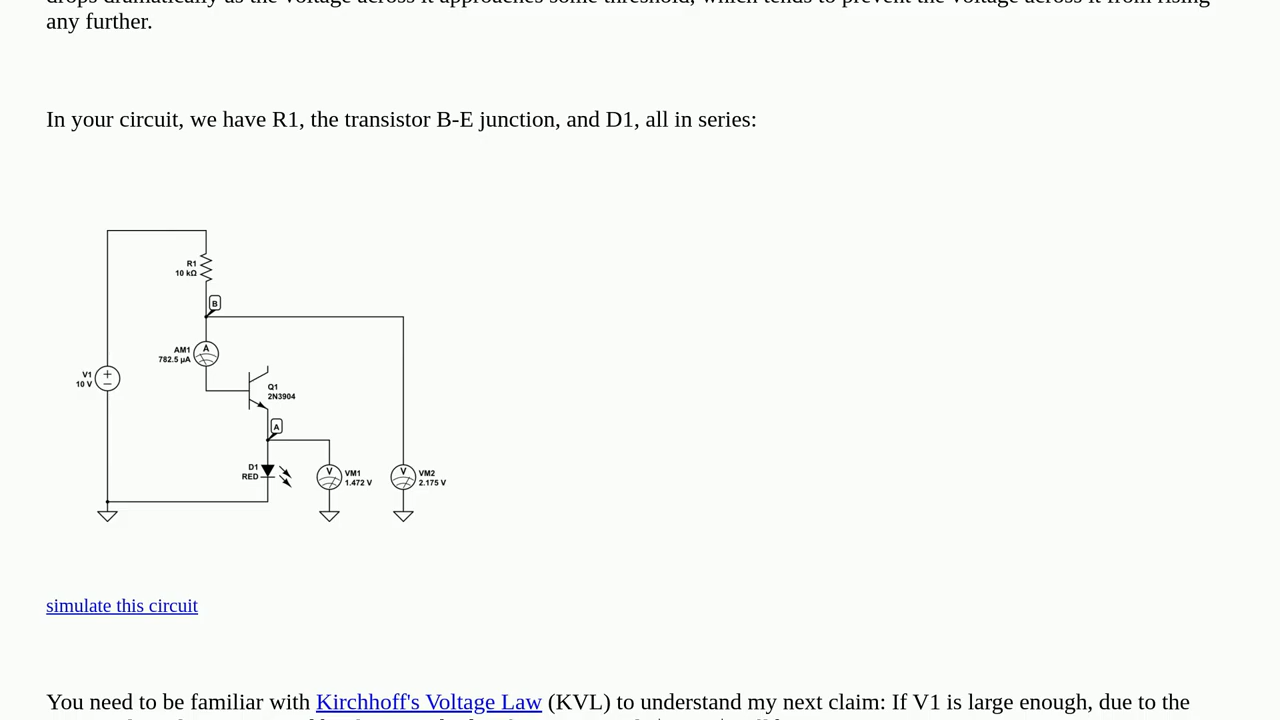 any further.
In your circuit, we have R1, the transistor B-E junction, and D1, all in series:
R1
10 kΩ
B
AM1
782.5 µA
A
V1
10 V
Q1
2N3904
A
D1
RED
V
VM1
1.472 V
V
VM2
2.175 V
simulate this circuit
You need to be familiar with Kirchhoff's Voltage Law (KVL) to understand my next claim: If V1 is large enough, due to the